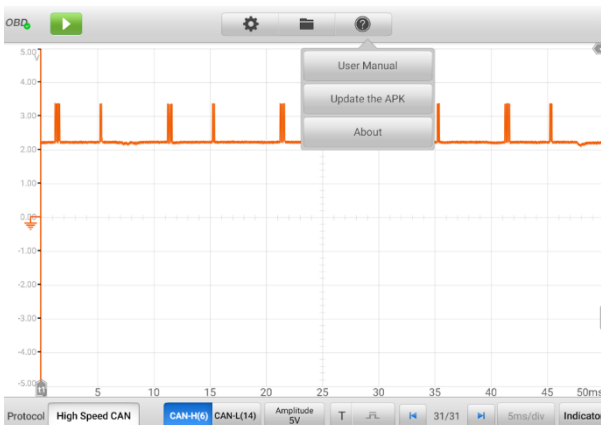 OBD
User Manual
Update the APK
About
5.00
V
4.00
3.00
2.00
1.00
0.00
-1.00
-2.00
-3.00
-4.00
-5.00
5 10 15 20 25 30 35 40 45 50ms
Protocol High Speed CAN CAN-H(6) CAN-L(14) Amplitude 5V T 31/31 5ms/div Indicator